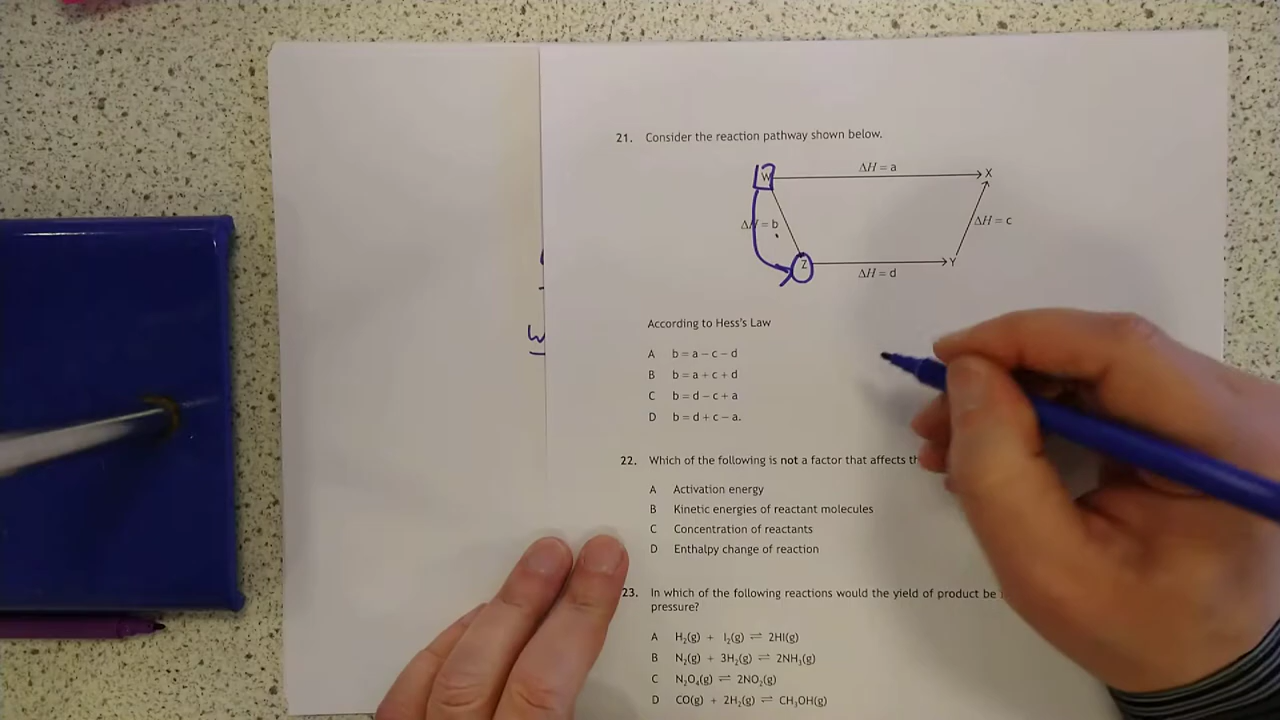 21. Consider the reaction pathway shown below.
W ΔH = a X
ΔH = b ΔH = c
Z ΔH = d Y
According to Hess's Law
A b = a – c – d
B b = a + c + d
C b = d – c + a
D b = d + c – a.
22. Which of the following is not a factor that affects
A Activation energy
B Kinetic energies of reactant molecules
C Concentration of reactants
D Enthalpy change of reaction
23. In which of the following reactions would the yield of product be
pressure?
A H₂(g) + I₂(g) ⇌ 2HI(g)
B N₂(g) + 3H₂(g) ⇌ 2NH₃(g)
C N₂O₄(g) ⇌ 2NO₂(g)
D CO(g) + 2H₂(g) ⇌ CH₃OH(g)
W